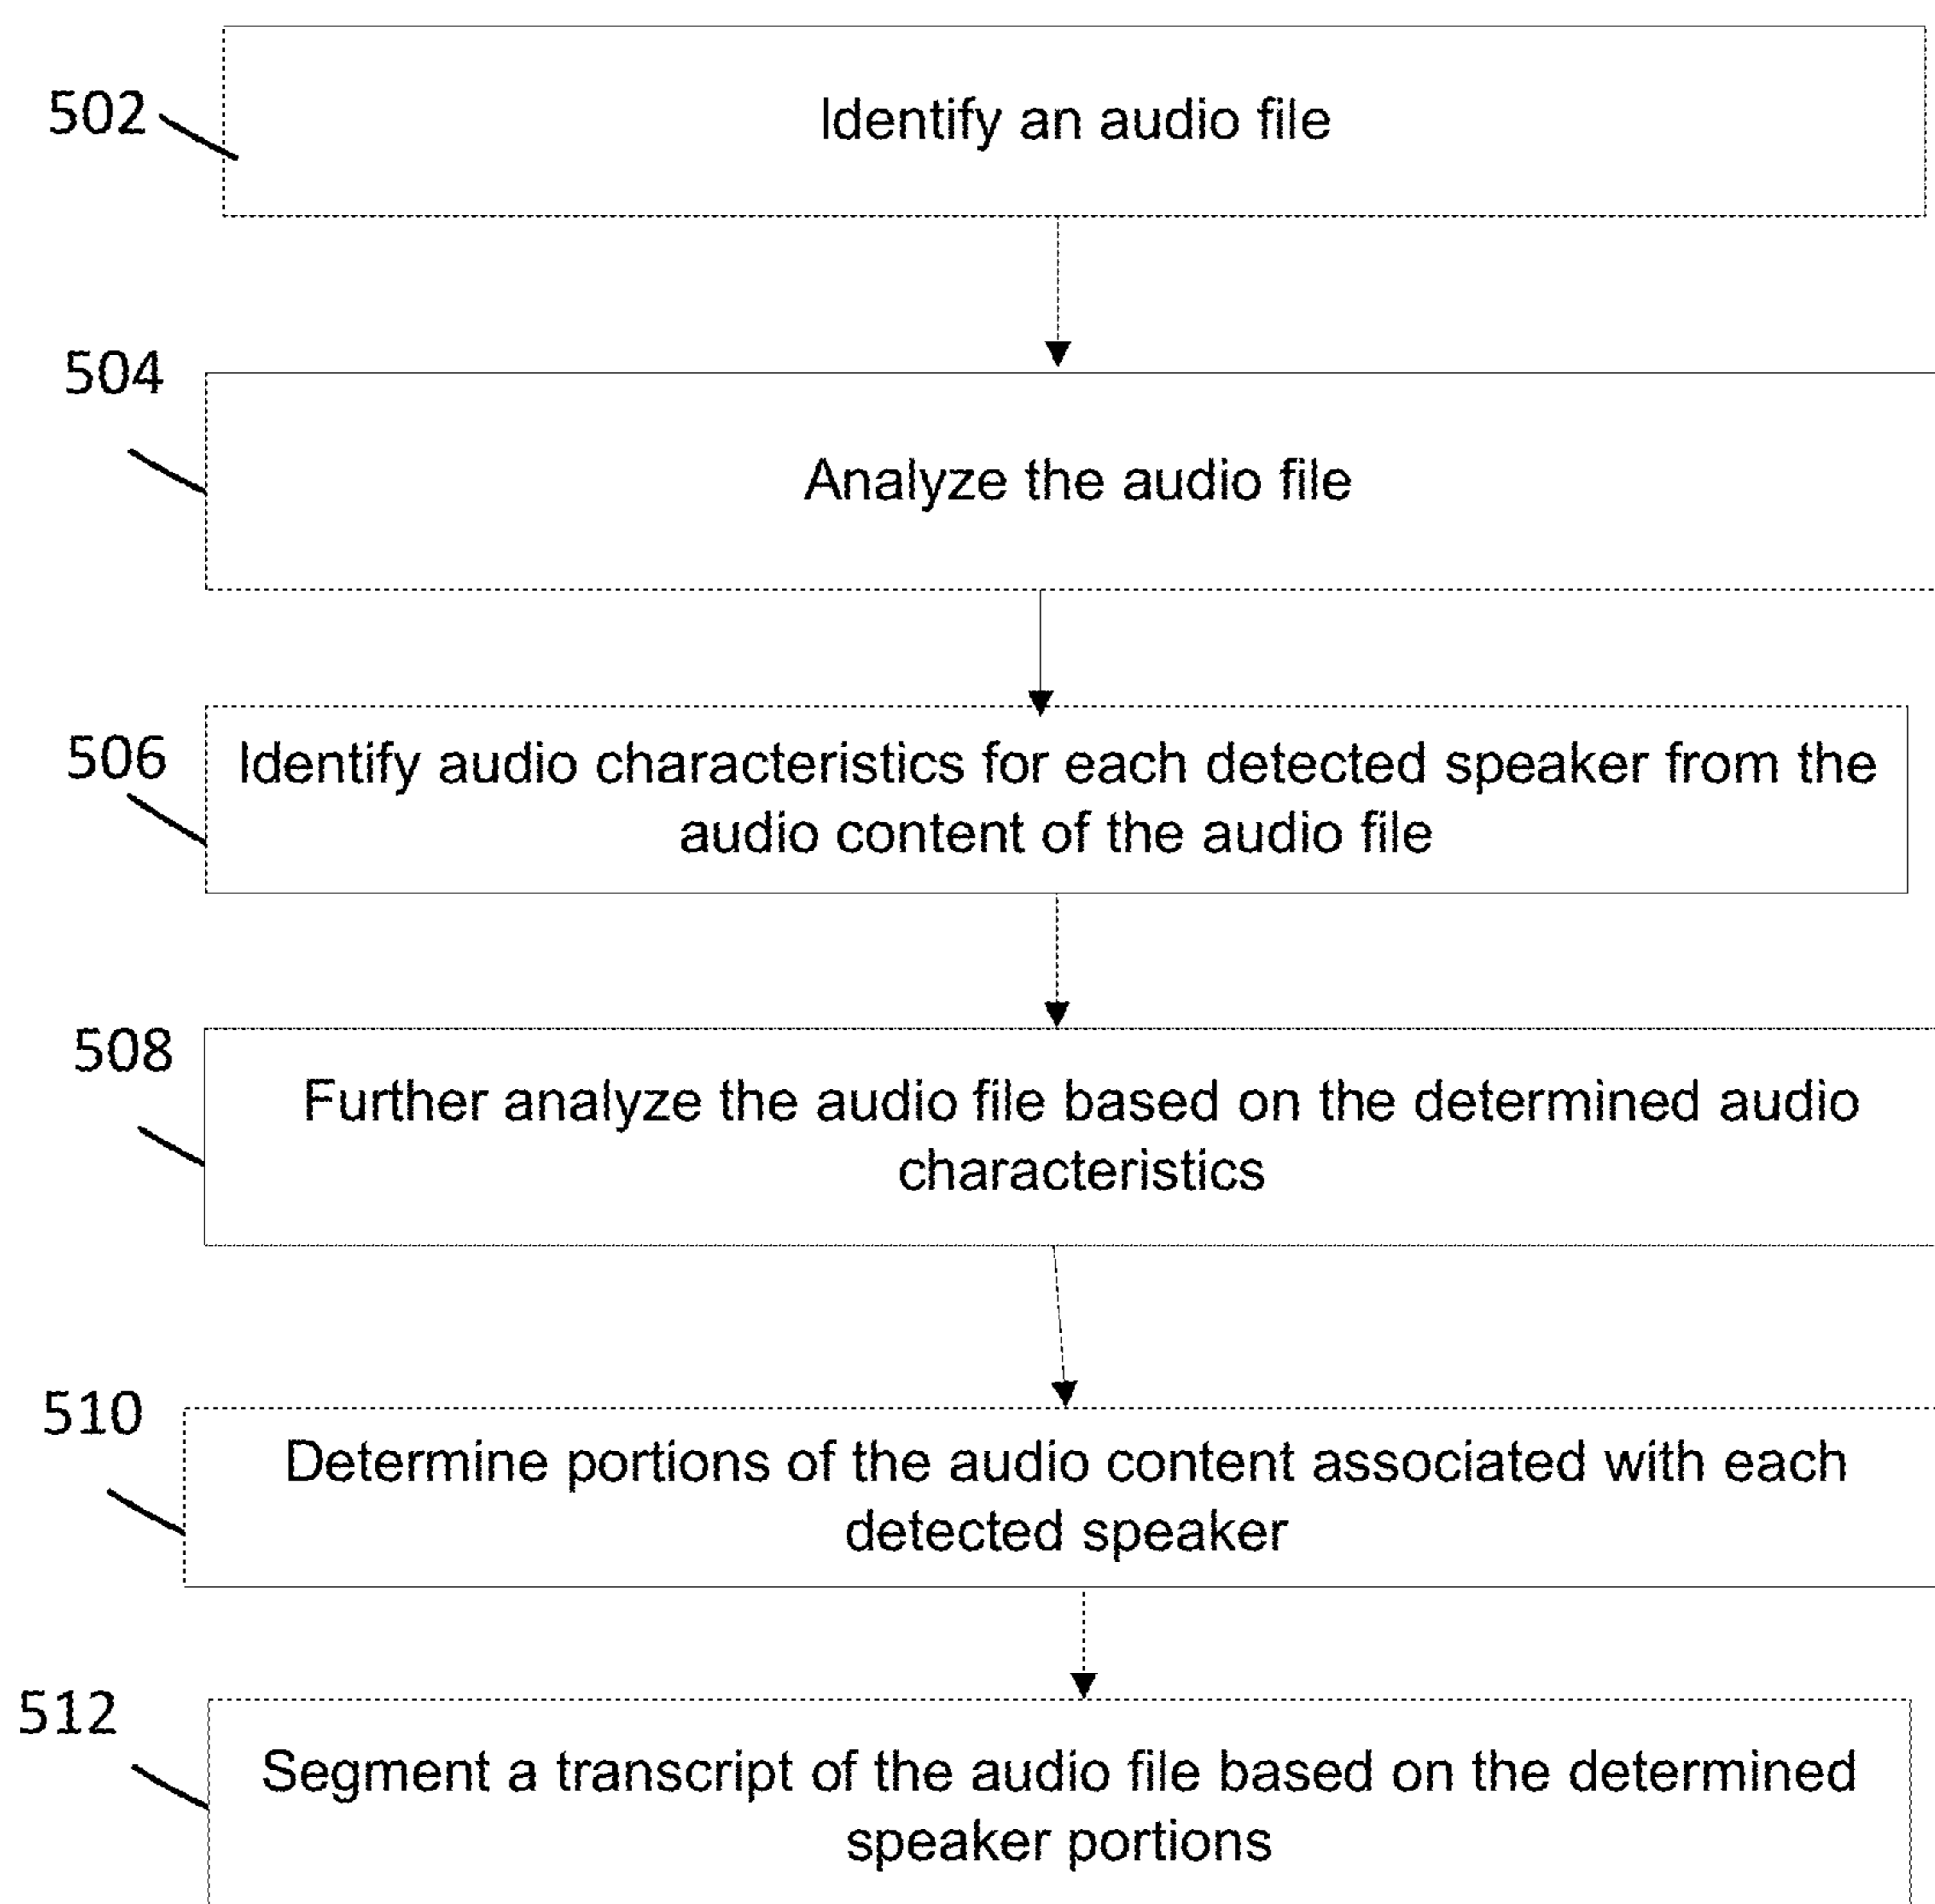 502
Identify an audio file
504
Analyze the audio file
506
Identify audio characteristics for each detected speaker from the
audio content of the audio file
508
Further analyze the audio file based on the determined audio
characteristics
510
Determine portions of the audio content associated with each
detected speaker
512
Segment a transcript of the audio file based on the determined
speaker portions